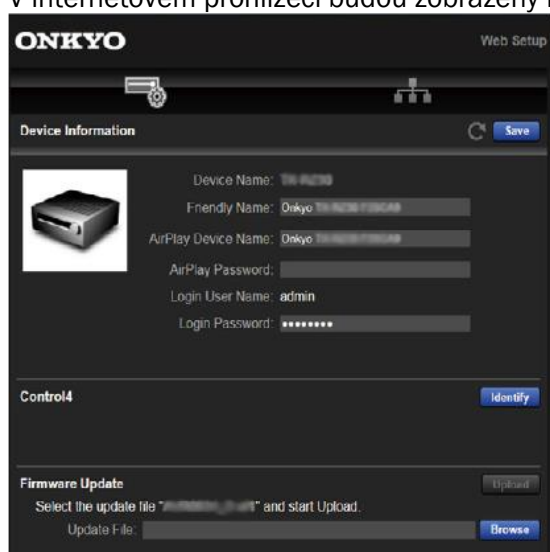 V internetovém prohlížeči budou zobrazeny
ONKYO
Web Setup
Device Information
Save
Device Name:
Friendly Name: Onkyo
AirPlay Device Name: Onkyo
AirPlay Password:
Login User Name: admin
Login Password: ••••••••
Control4
Identify
Firmware Update
Upload
Select the update file " " and start Upload.
Update File:
Browse